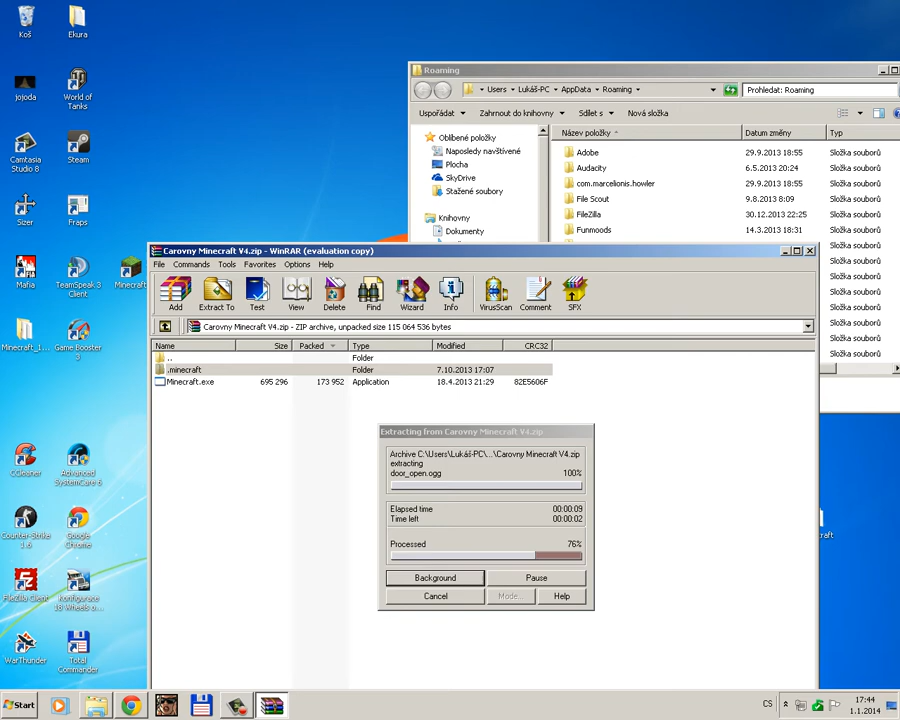 Koš
Ekura
jojoda
World of
Tanks
Camtasia
Studio 8
Steam
Sizer
Fraps
Mafia
TeamSpeak 3
Client
Minecraft
Minecraft_1...
Game Booster
3
CCleaner
Advanced
SystemCare 6
Counter-Strike
1.6
Google
Chrome
FileZilla Client
Konfigurace
18 Wheels o...
WarThunder
Total
Commander
Roaming
Users
Lukáš-PC
AppData
Roaming
Prohledat: Roaming
Uspořádat
Zahrnout do knihovny
Sdílet s
Nová složka
Oblíbené položky
Naposledy navštívené
Plocha
SkyDrive
Stažené soubory
Knihovny
Dokumenty
Název položky
Datum změny
Typ
Adobe 29.9.2013 18:55 Složka souborů
Audacity 6.5.2013 20:24 Složka souborů
com.marcelionis.howler 29.9.2013 18:55 Složka souborů
File Scout 9.8.2013 8:09 Složka souborů
FileZilla 30.12.2013 22:25 Složka souborů
Funmoods 14.3.2013 18:31 Složka souborů
Složka souborů
Složka souborů
Složka souborů
Složka souborů
Složka souborů
Složka souborů
Složka souborů
Carovny Minecraft V4.zip - WinRAR (evaluation copy)
File Commands Tools Favorites Options Help
Add
Extract To
Test
View
Delete
Find
Wizard
Info
VirusScan
Comment
SFX
Carovny Minecraft V4.zip - ZIP archive, unpacked size 115 064 536 bytes
Name Size Packed Type Modified CRC32
.. Folder
.minecraft Folder 7.10.2013 17:07
Minecraft.exe 695 296 173 952 Application 18.4.2013 21:29 82E5606F
Extracting from Carovny Minecraft V4.zip
Archive C:\Users\Lukáš-PC\...\Carovny Minecraft V4.zip
extracting
door_open.ogg 100%
Elapsed time 00:00:09
Time left 00:00:02
Processed 76%
Background
Pause
Cancel
Mode...
Help
raft
Start
CS
17:44
1.1.2014